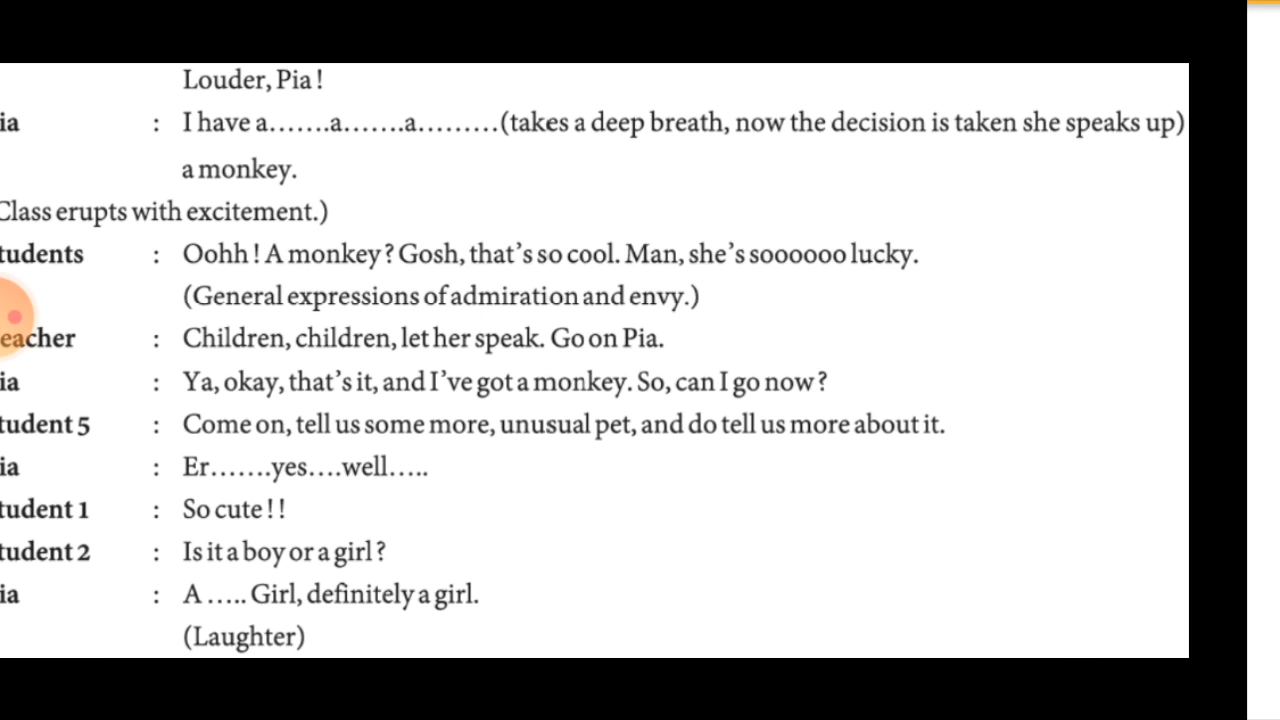 Louder, Pia !
ia : I have a.......a.......a.........(takes a deep breath, now the decision is taken she speaks up)
a monkey.
Class erupts with excitement.)
tudents : Oohh ! A monkey ? Gosh, that's so cool. Man, she's soooooo lucky.
(General expressions of admiration and envy.)
eacher : Children, children, let her speak. Go on Pia.
ia : Ya, okay, that's it, and I've got a monkey. So, can I go now ?
tudent 5 : Come on, tell us some more, unusual pet, and do tell us more about it.
ia : Er.......yes....well.....
tudent 1 : So cute ! !
tudent 2 : Is it a boy or a girl ?
ia : A ..... Girl, definitely a girl.
(Laughter)